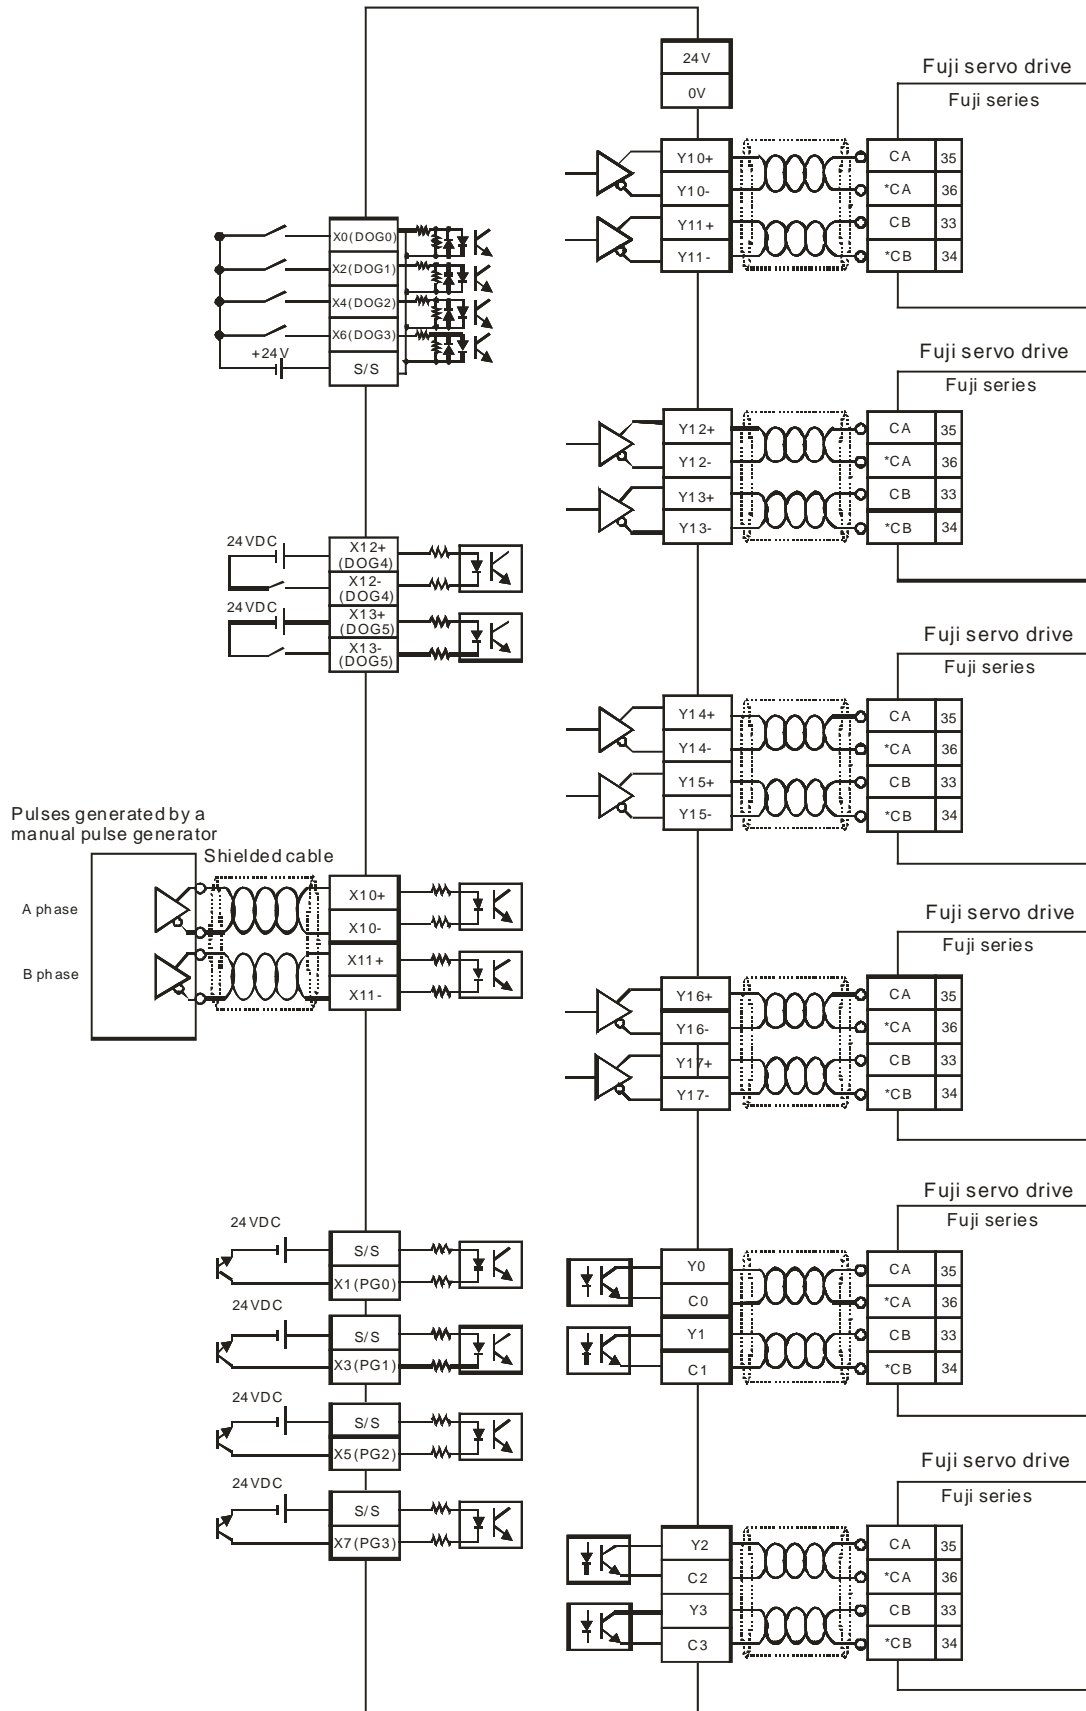 24V
0V
Fuji servo drive
Fuji series
Y10+
Y10-
Y11+
Y11-
CA 35
*CA 36
CB 33
*CB 34
X0(DOG0)
X2(DOG1)
X4(DOG2)
X6(DOG3)
+24V
S/S
Fuji servo drive
Fuji series
Y12+
Y12-
Y13+
Y13-
CA 35
*CA 36
CB 33
*CB 34
24VDC
X12+
(DOG4)
X12-
(DOG4)
24VDC
X13+
(DOG5)
X13-
(DOG5)
Fuji servo drive
Fuji series
Y14+
Y14-
Y15+
Y15-
CA 35
*CA 36
CB 33
*CB 34
Pulses generated by a
manual pulse generator
Shielded cable
A phase
B phase
X10+
X10-
X11+
X11-
Fuji servo drive
Fuji series
Y16+
Y16-
Y17+
Y17-
CA 35
*CA 36
CB 33
*CB 34
24VDC
S/S
X1(PG0)
24VDC
S/S
X3(PG1)
24VDC
S/S
X5(PG2)
24VDC
S/S
X7(PG3)
Fuji servo drive
Fuji series
Y0
C0
Y1
C1
CA 35
*CA 36
CB 33
*CB 34
Fuji servo drive
Fuji series
Y2
C2
Y3
C3
CA 35
*CA 36
CB 33
*CB 34